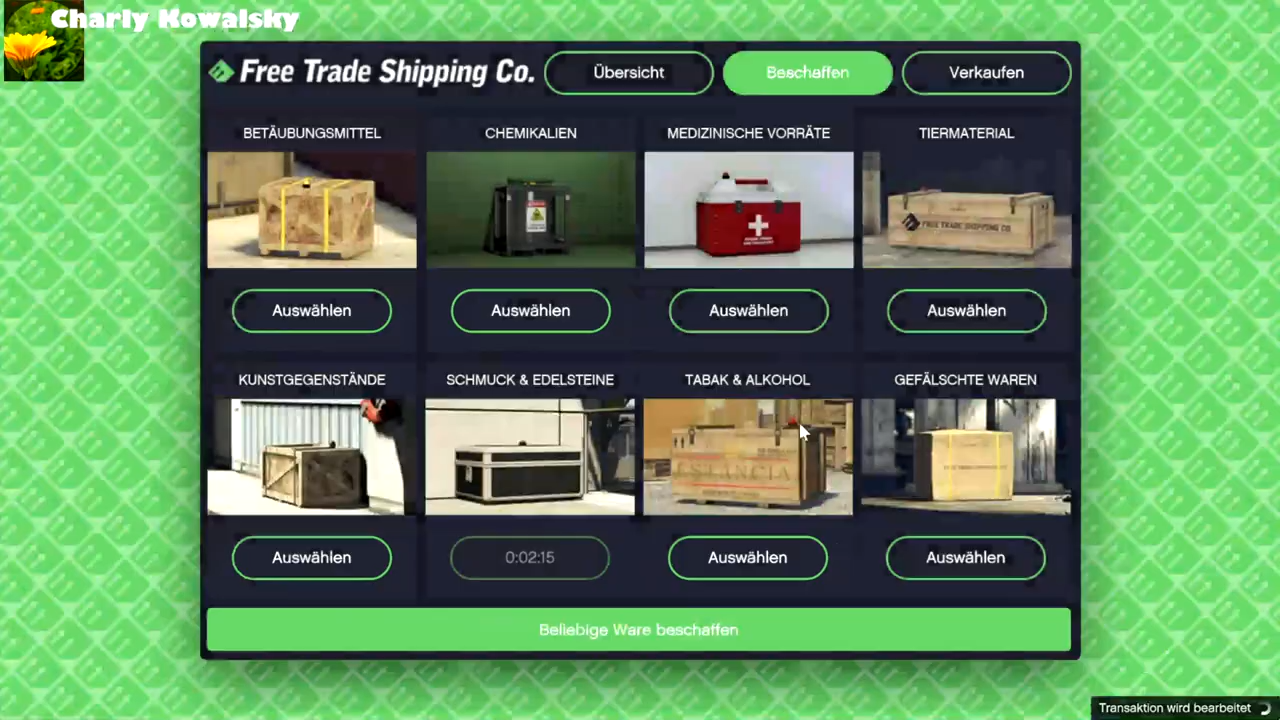 Charly Kowalsky
Free Trade Shipping Co.
Übersicht
Beschaffen
Verkaufen
BETÄUBUNGSMITTEL
CHEMIKALIEN
MEDIZINISCHE VORRÄTE
TIERMATERIAL
FREE TRADE SHIPPING CO.
Auswählen
Auswählen
Auswählen
Auswählen
KUNSTGEGENSTÄNDE
SCHMUCK & EDELSTEINE
TABAK & ALKOHOL
GEFÄLSCHTE WAREN
ESTANCIA
Auswählen
0:02:15
Auswählen
Auswählen
Beliebige Ware beschaffen
Transaktion wird bearbeitet